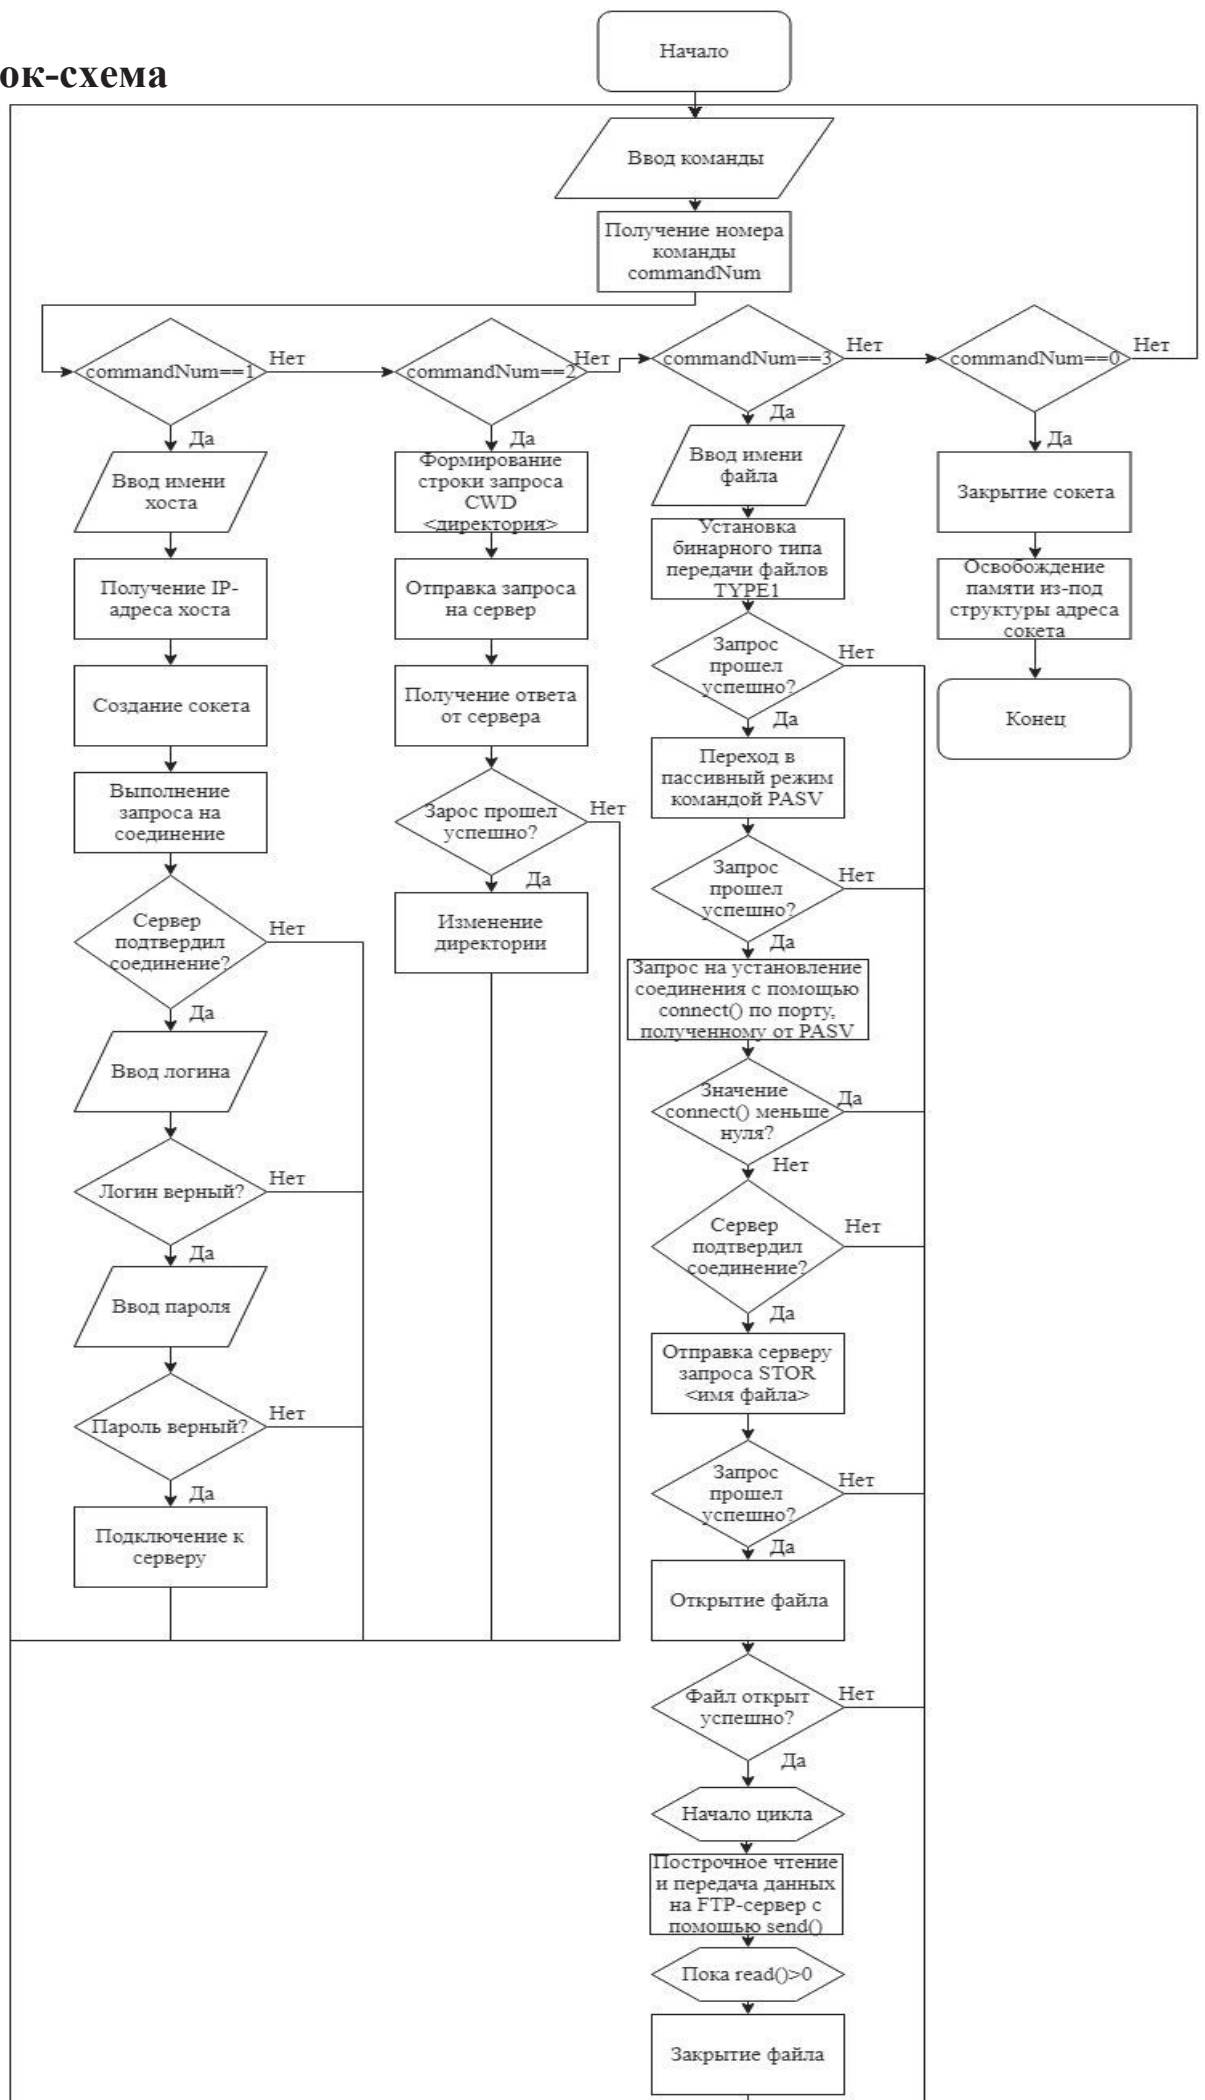 Начало
ок-схема
Ввод команды
Получение номера
команды
commandNum
commandNum==1
Нет
commandNum==2
Нет
commandNum==3
Нет
commandNum==0
Нет
Да
Ввод имени
хоста
Получение IP-
адреса хоста
Создание сокета
Выполнение
запроса на
соединение
Сервер
подтвердил
соединение?
Нет
Да
Ввод логина
Логин верный?
Нет
Да
Ввод пароля
Пароль верный?
Нет
Да
Подключение к
серверу
Да
Формирование
строки запроса
CWD
<директория>
Отправка запроса
на сервер
Получение ответа
от сервера
Зарос прошел
успешно?
Нет
Да
Изменение
директории
Да
Ввод имени
файла
Установка
бинарного типа
передачи файлов
TYPE1
Запрос
прошел
успешно?
Нет
Да
Переход в
пассивный режим
командой PASV
Запрос
прошел
успешно?
Нет
Да
Запрос на установление
соединения с помощью
connect() по порту,
полученному от PASV
Значение
connect() меньше
нуля?
Да
Нет
Сервер
подтвердил
соединение?
Нет
Да
Отправка серверу
запроса STOR
<имя файла>
Запрос
прошел
успешно?
Нет
Да
Открытие файла
Файл открыт
успешно?
Нет
Да
Начало цикла
Построчное чтение
и передача данных
на FTP-сервер с
помощью send()
Пока read()>0
Закрытие файла
Да
Закрытие сокета
Освобождение
памяти из-под
структуры адреса
сокета
Конец